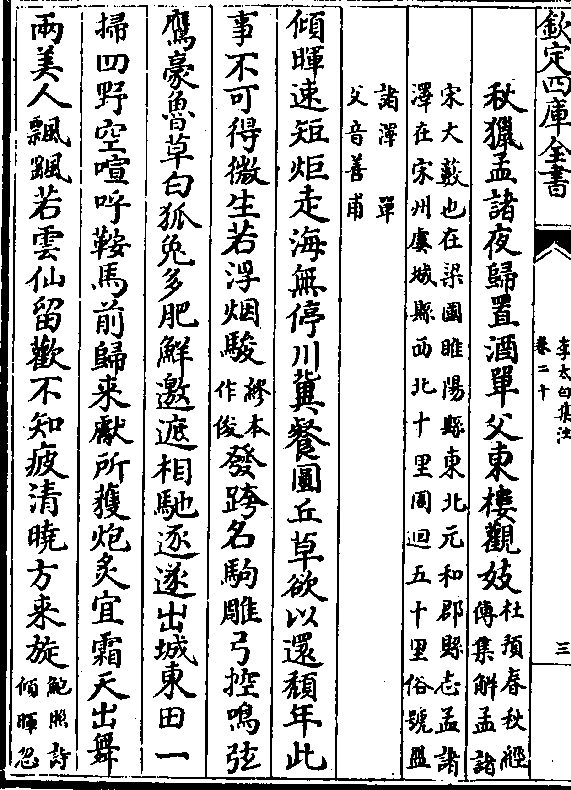 欽定四庫全書
李太白集注
卷二十
三
秋獵孟諸夜歸置酒單父東樓觀妓杜預春秋經
傳集解孟諸
宋大藪也在梁國睢陽縣東北元和郡縣志孟諸
澤在宋州虞城縣西北十里周迴五十里俗號盟
諸澤單
父音善甫
傾暉速短炬走海無停川冀餐圓丘草欲以還頹年此
事不可得微生若浮烟駿繆本
作俊發跨名駒雕弓控鳴弦
鷹豪魯草白狐兔多肥鮮邀遮相馳逐遂出城東田一
掃四野空喧呼鞍馬前歸来獻所獲炮炙宜霜天出舞
兩美人飄颻若雲仙留歡不知疲清曉方来旋鮑照詩
傾暉忽